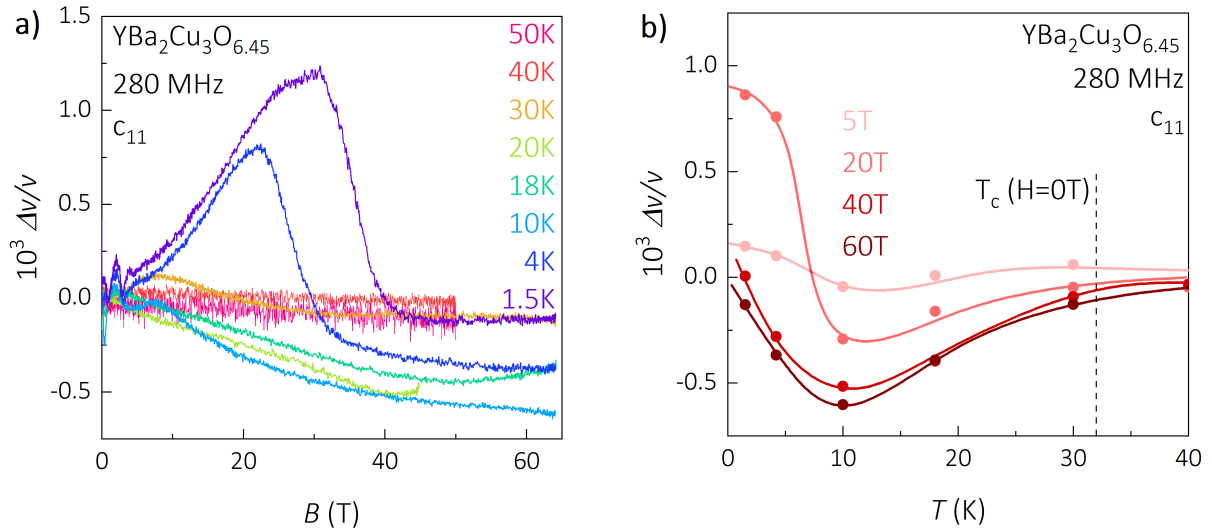 a)
YBa₂Cu₃O₆.₄₅
280 MHz
c₁₁
50K
40K
30K
20K
18K
10K
4K
1.5K
1.5
1.0
0.5
0.0
-0.5
10³ Δν/ν
0
20
40
60
B (T)
b)
YBa₂Cu₃O₆.₄₅
280 MHz
c₁₁
5T
20T
40T
60T
T_c (H=0T)
1.0
0.5
0.0
-0.5
10³ Δν/ν
0
10
20
30
40
T (K)